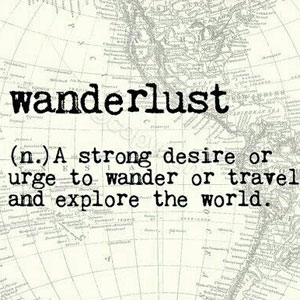 wanderlust
(n.)A strong desire or
urge to wander or travel
and explore the world.